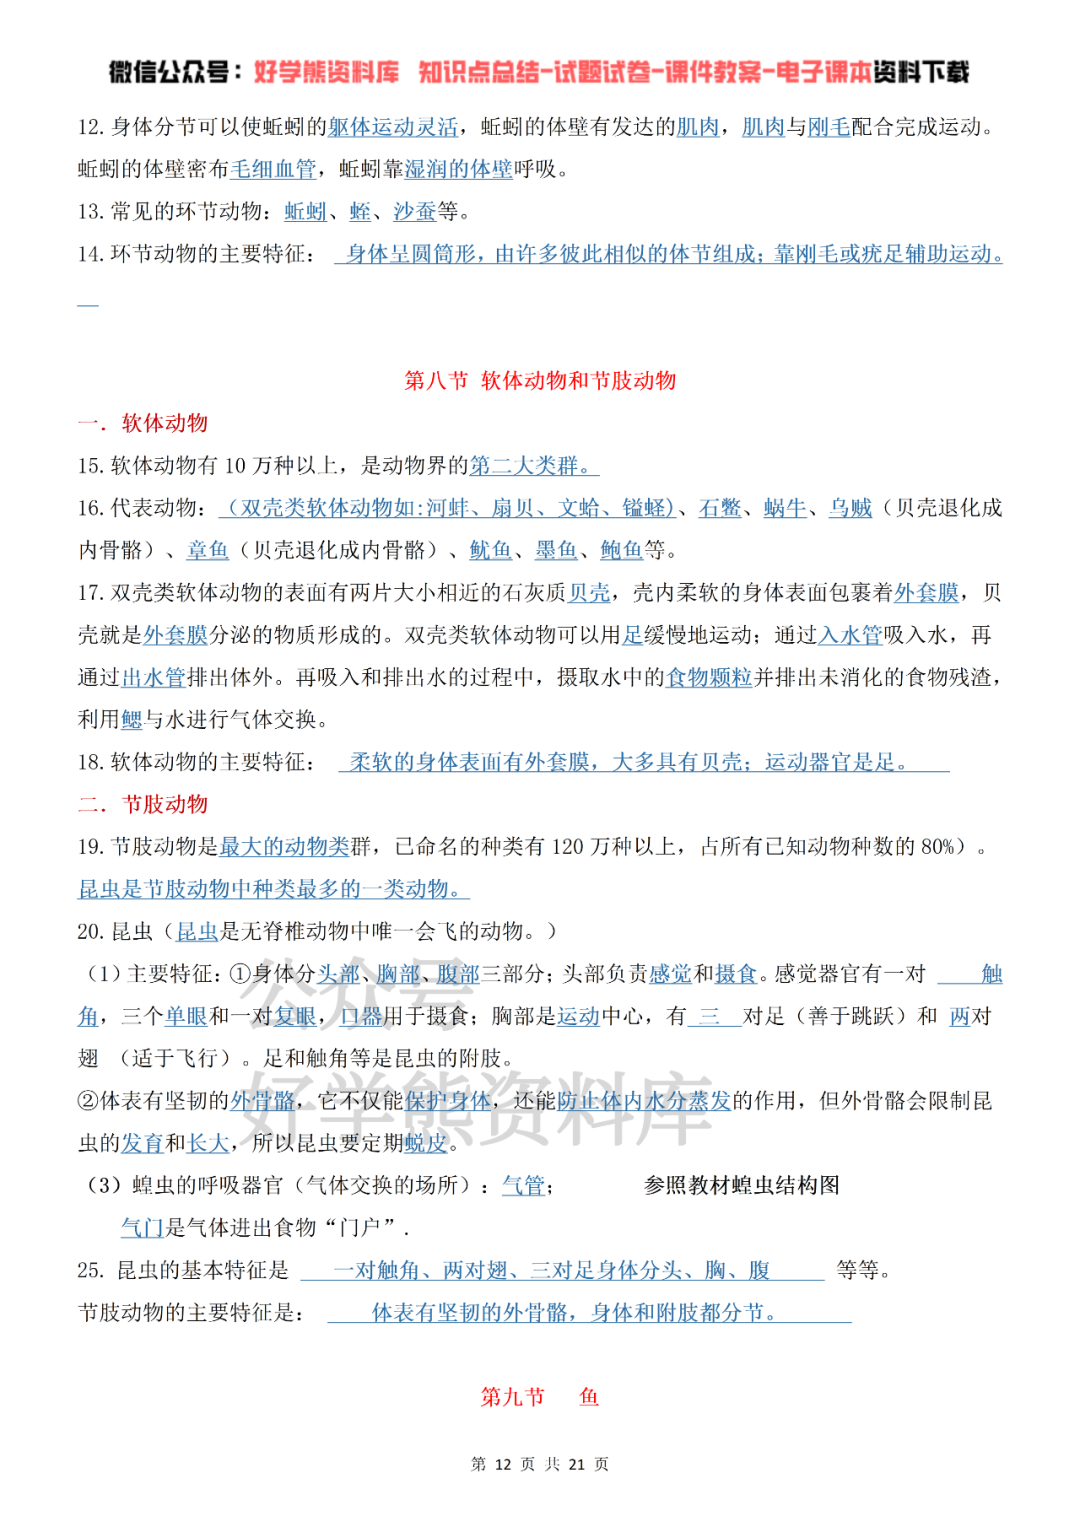 微信公众号：好学熊资料库 知识点总结-试题试卷-课件教案-电子课本资料下载
12.身体分节可以使蚯蚓的躯体运动灵活，蚯蚓的体壁有发达的肌肉，肌肉与刚毛配合完成运动。
蚯蚓的体壁密布毛细血管，蚯蚓靠湿润的体壁呼吸。
13.常见的环节动物：蚯蚓、蛭、沙蚕等。
14.环节动物的主要特征： 身体呈圆筒形，由许多彼此相似的体节组成；靠刚毛或疣足辅助运动。
第八节 软体动物和节肢动物
一．软体动物
15.软体动物有 10 万种以上，是动物界的第二大类群。
16.代表动物：（双壳类软体动物如:河蚌、扇贝、文蛤、镒蛏)、石鳖、蜗牛、乌贼（贝壳退化成
内骨骼）、章鱼（贝壳退化成内骨骼）、鱿鱼、墨鱼、鲍鱼等。
17.双壳类软体动物的表面有两片大小相近的石灰质贝壳，壳内柔软的身体表面包裹着外套膜，贝
壳就是外套膜分泌的物质形成的。双壳类软体动物可以用足缓慢地运动；通过入水管吸入水，再
通过出水管排出体外。再吸入和排出水的过程中，摄取水中的食物颗粒并排出未消化的食物残渣，
利用鳃与水进行气体交换。
18.软体动物的主要特征： 柔软的身体表面有外套膜，大多具有贝壳；运动器官是足。
二．节肢动物
19.节肢动物是最大的动物类群，已命名的种类有 120 万种以上，占所有已知动物种数的 80%）。
昆虫是节肢动物中种类最多的一类动物。
20.昆虫（昆虫是无脊椎动物中唯一会飞的动物。）
（1）主要特征：①身体分头部、胸部、腹部三部分；头部负责感觉和摄食。感觉器官有一对 触
角，三个单眼和一对复眼，口器用于摄食；胸部是运动中心，有 三 对足（善于跳跃）和 两对
翅 （适于飞行）。足和触角等是昆虫的附肢。
②体表有坚韧的外骨骼，它不仅能保护身体，还能防止体内水分蒸发的作用，但外骨骼会限制昆
虫的发育和长大，所以昆虫要定期蜕皮。
（3）蝗虫的呼吸器官（气体交换的场所）：气管； 参照教材蝗虫结构图
气门是气体进出食物“门户”.
25. 昆虫的基本特征是 一对触角、两对翅、三对足身体分头、胸、腹 等等。
节肢动物的主要特征是： 体表有坚韧的外骨骼，身体和附肢都分节。
公众号
好学熊资料库
第九节 鱼
第 12 页 共 21 页